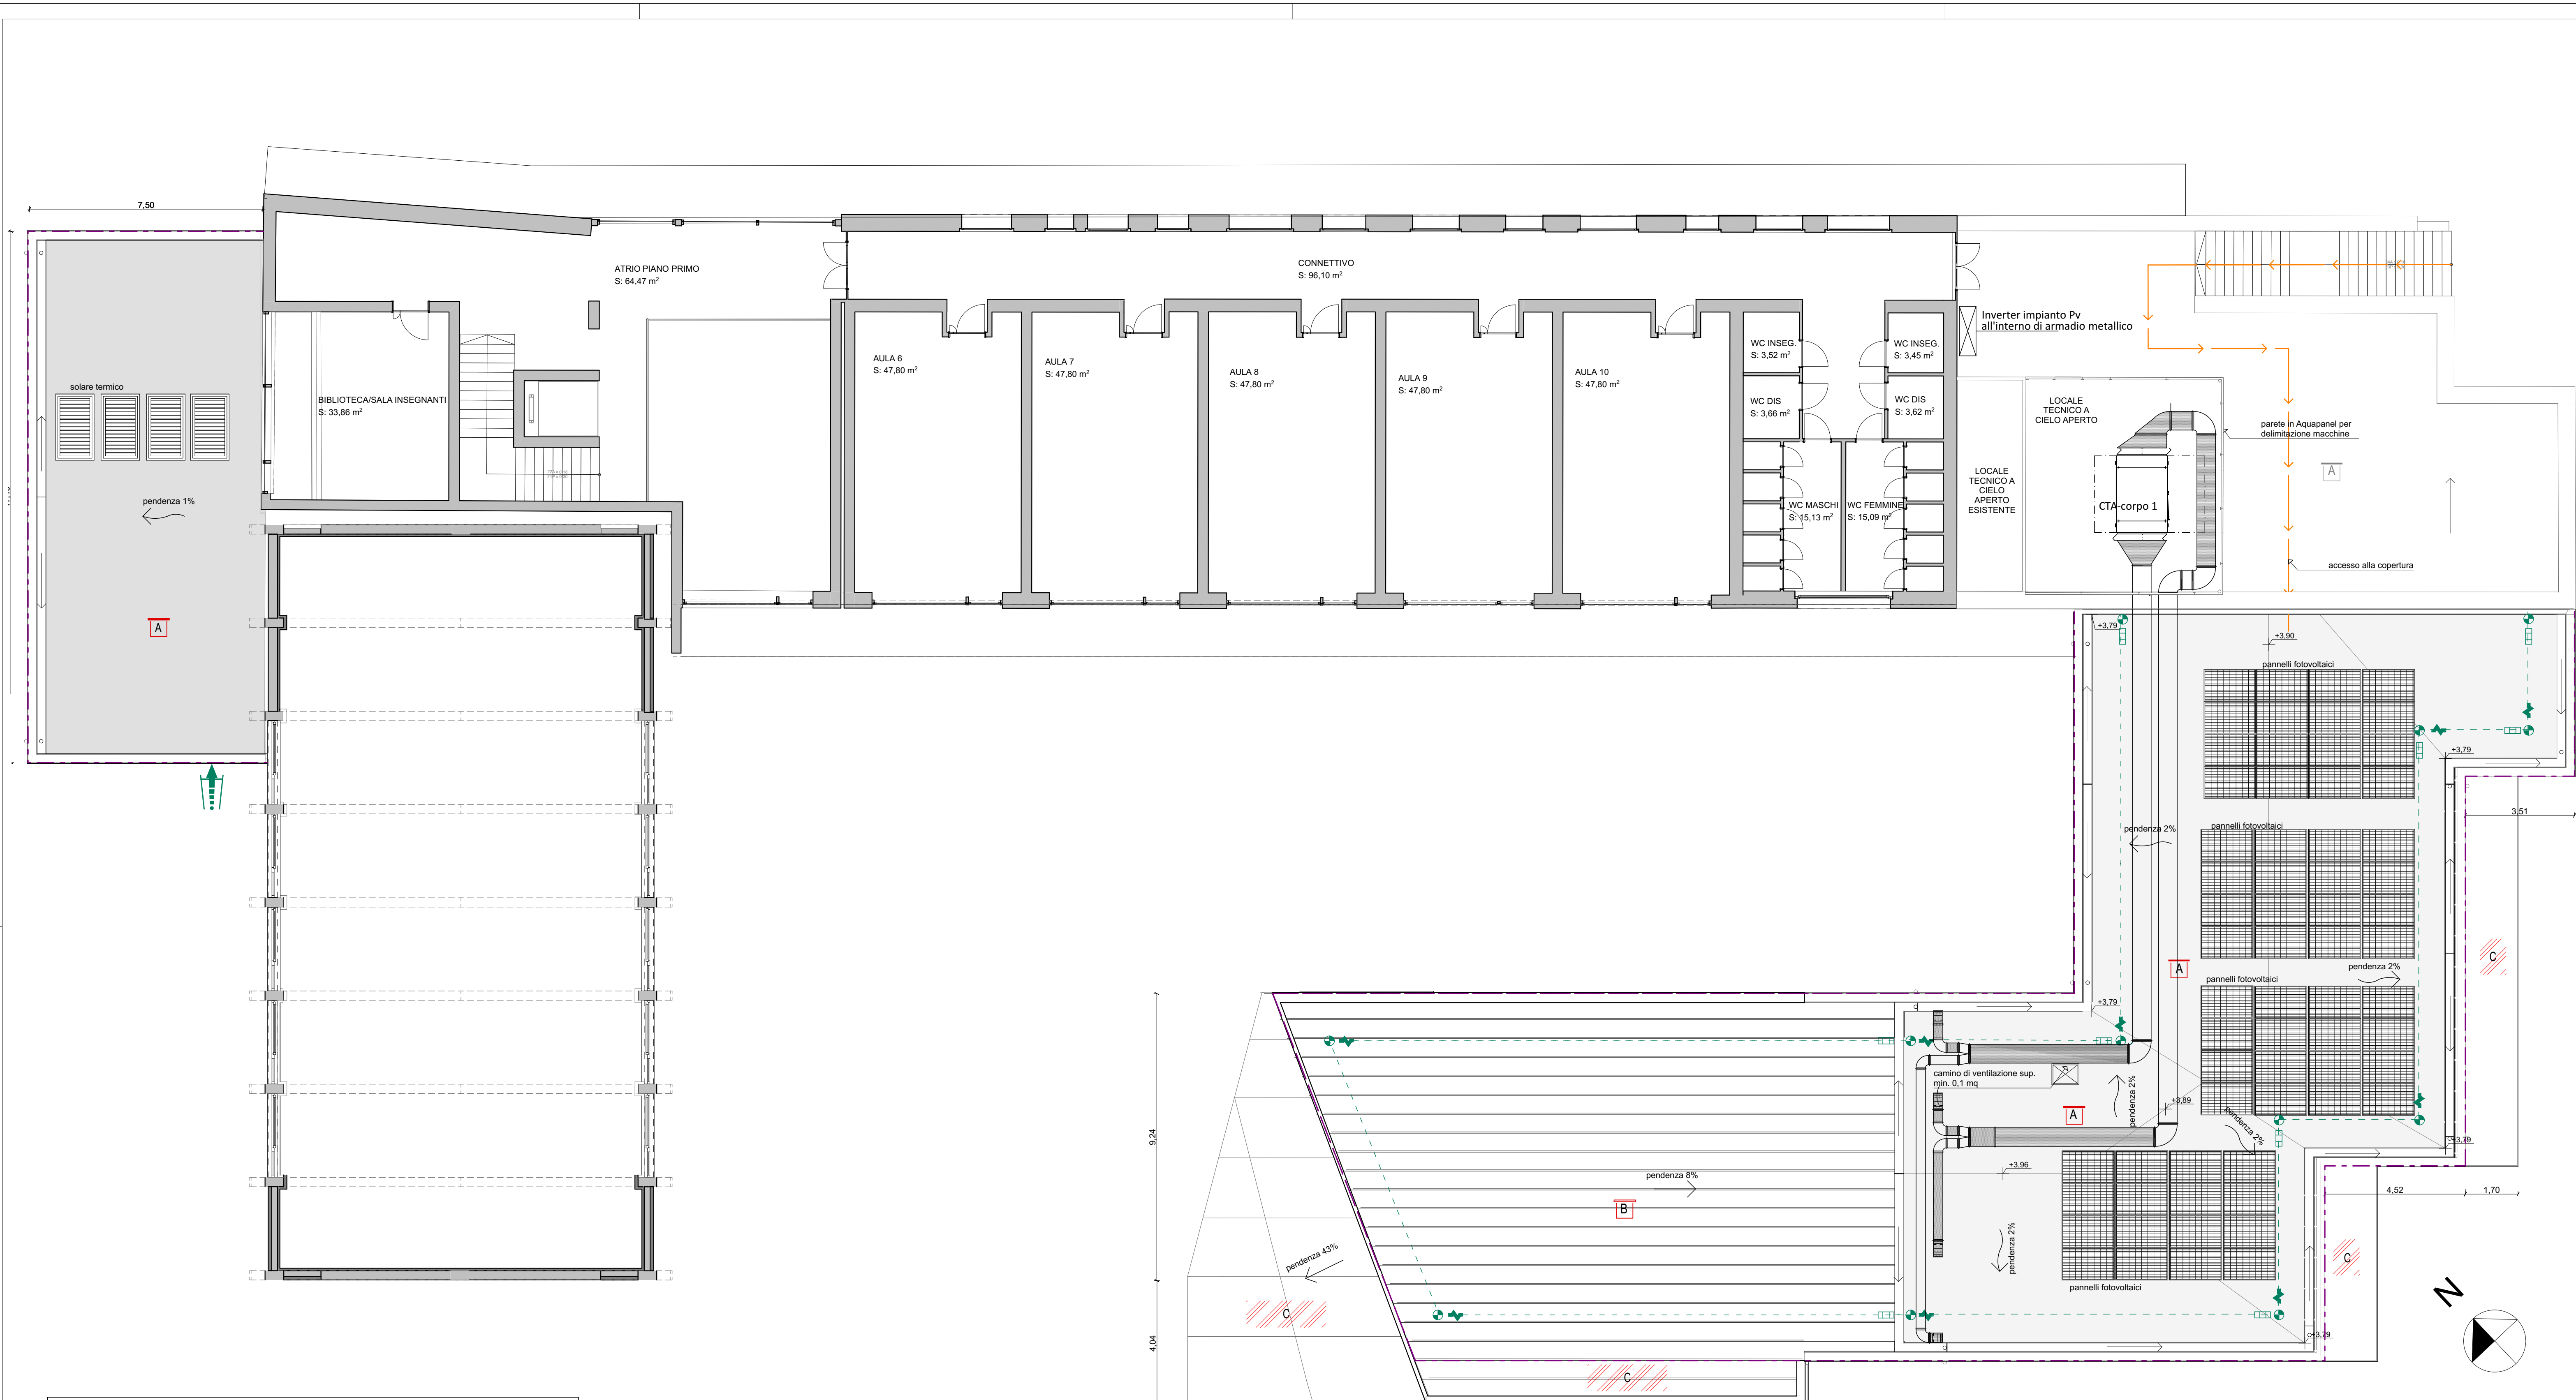 7,50
ATRIO PIANO PRIMO
S: 64,47 m²
CONNETTIVO
S: 96,10 m²
Inverter impianto Pv
all'interno di armadio metallico
AULA 6
S: 47,80 m²
AULA 7
S: 47,80 m²
AULA 8
S: 47,80 m²
AULA 9
S: 47,80 m²
AULA 10
S: 47,80 m²
WC INSEG.
S: 3,52 m²
WC INSEG.
S: 3,45 m²
WC DIS
S: 3,66 m²
WC DIS
S: 3,62 m²
solare termico
BIBLIOTECA/SALA INSEGNANTI
S: 33,86 m²
LOCALE
TECNICO A
CIELO APERTO
parete in Aquapanel per
delimitazione macchine
A
LOCALE
TECNICO A
CIELO
APERTO
ESISTENTE
WC MASCHI
S: 15,13 m²
WC FEMMINE
S: 15,09 m²
CTA-corpo 1
pendenza 1%
accesso alla copertura
A
+3,79
+3,90
pannelli fotovoltaici
+3,79
3,51
pendenza 2%
pannelli fotovoltaici
C
A
pendenza 2%
pannelli fotovoltaici
+3,79
camino di ventilazione sup.
min. 0,1 mq
pendenza 2%
+3,89
A
pendenza 2%
9,24
+3,79
+3,96
pendenza 8%
B
4,52
1,70
pendenza 43%
pendenza 2%
C
pannelli fotovoltaici
N
C
+3,79
4,04
C